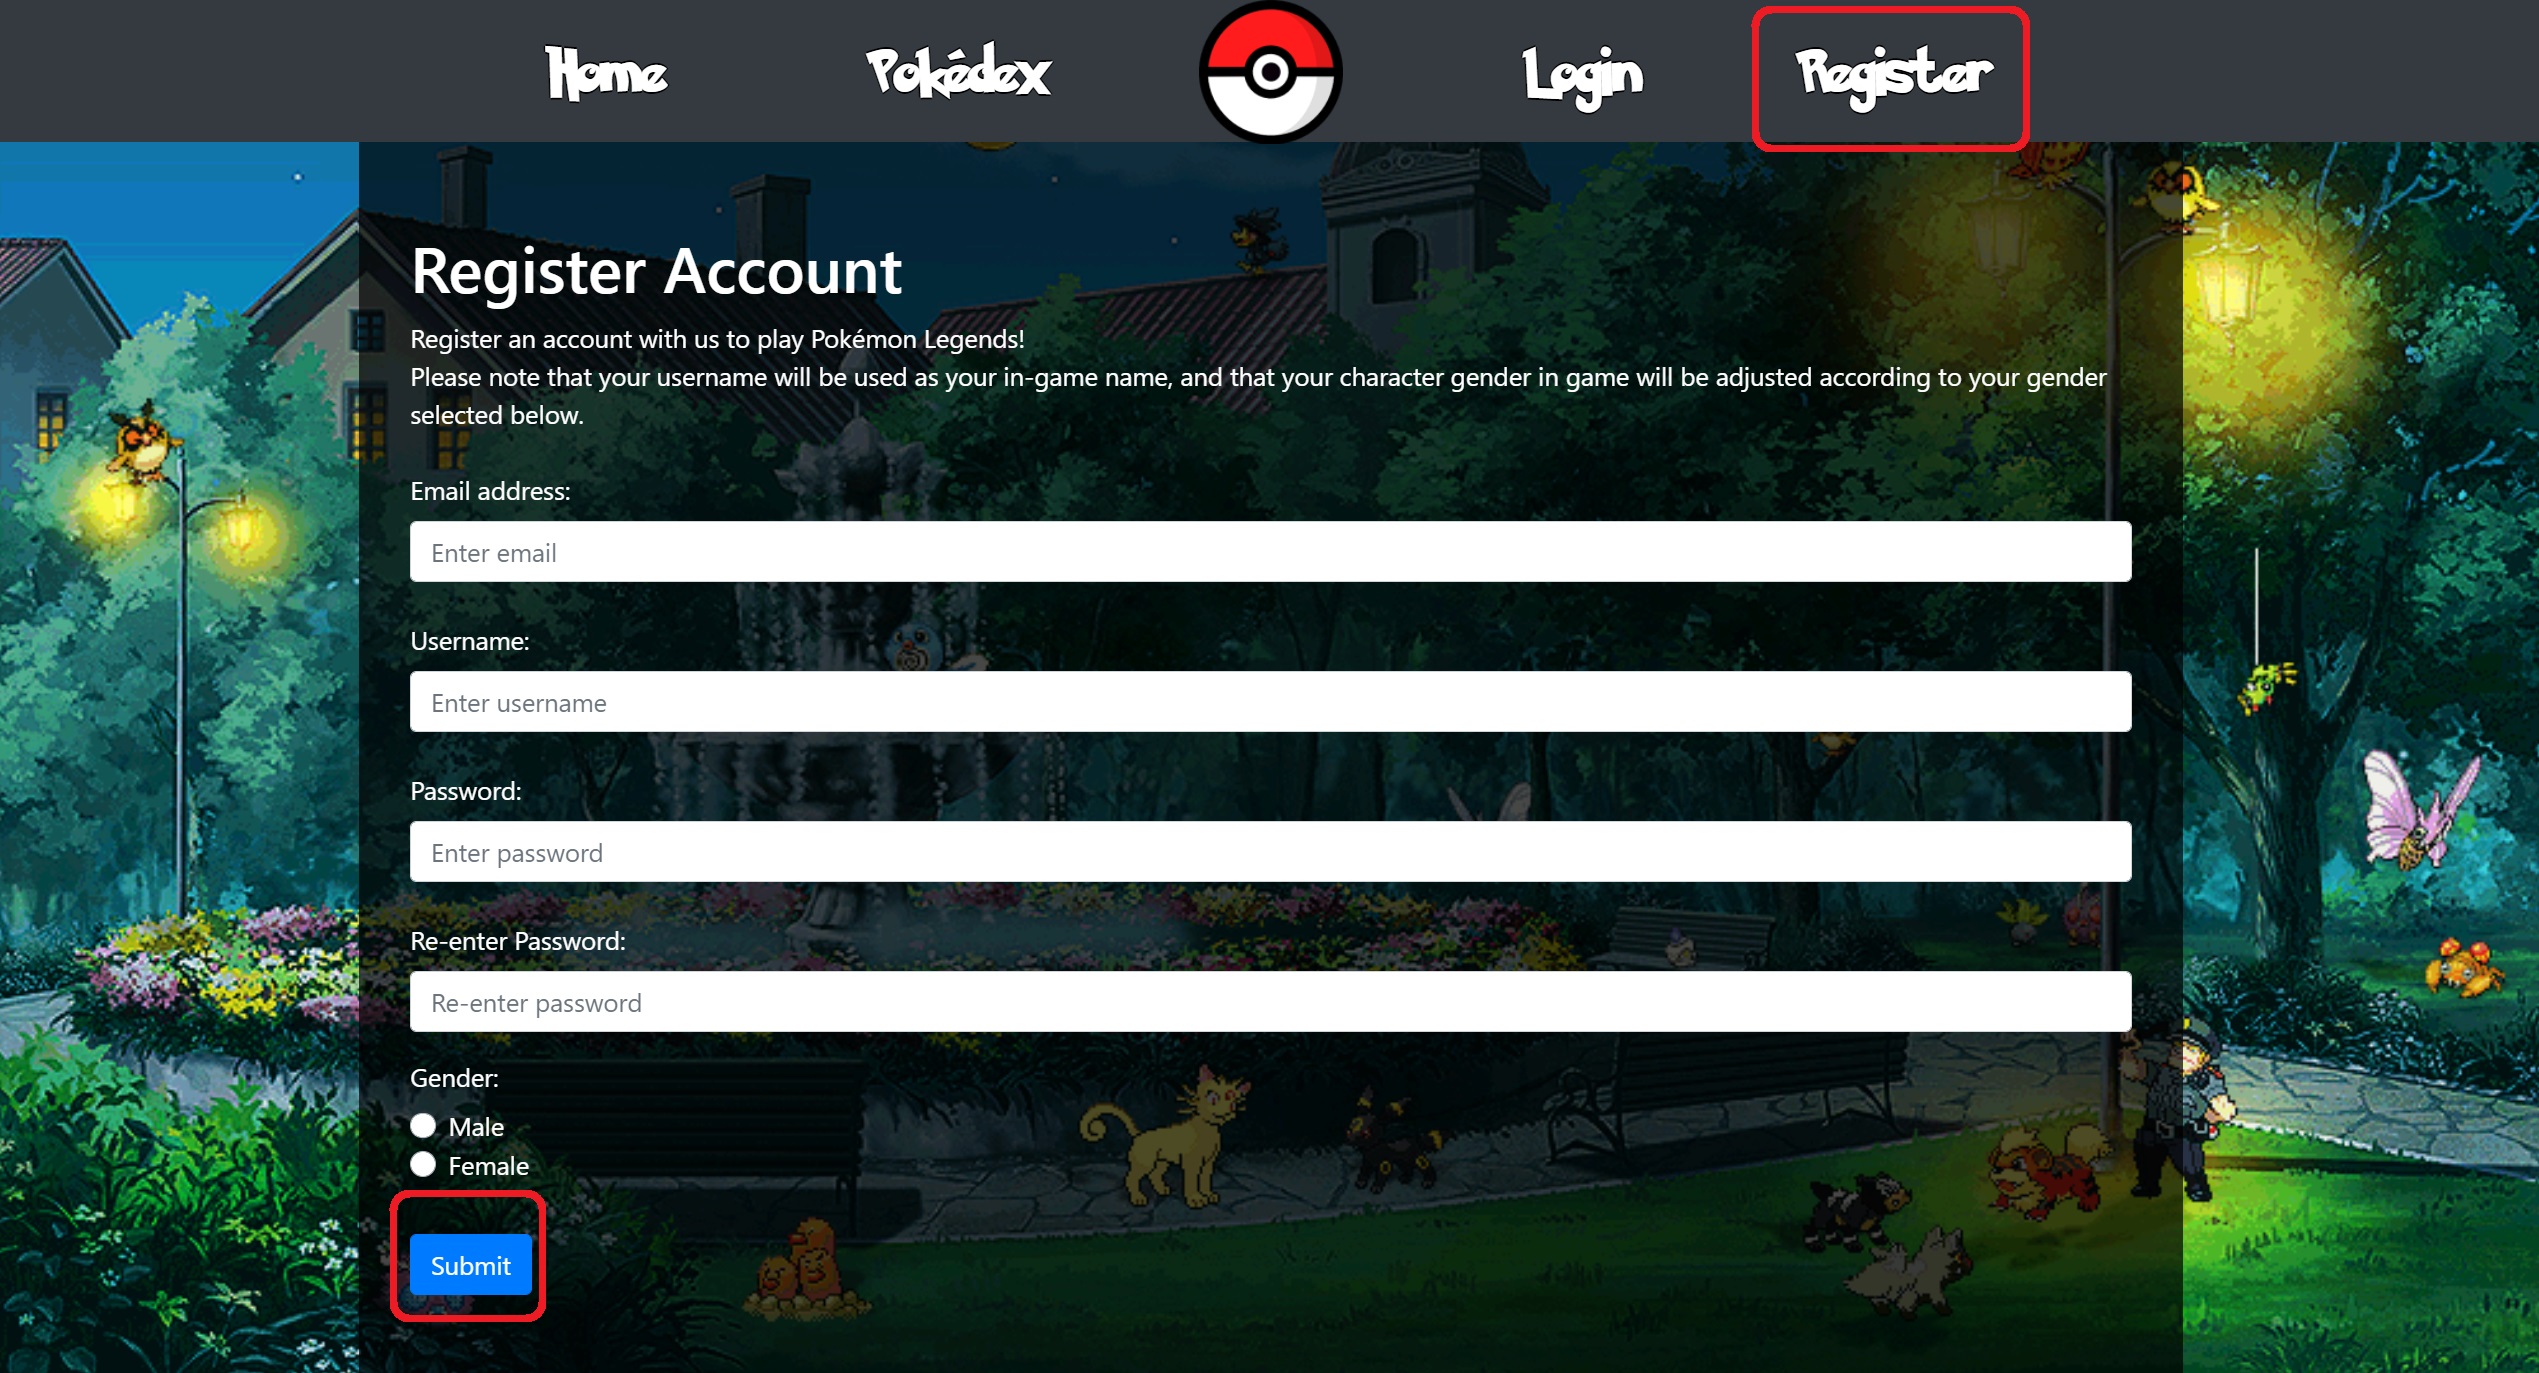 Home Pokédex Login Register
Register Account
Register an account with us to play Pokémon Legends!
Please note that your username will be used as your in-game name, and that your character gender in game will be adjusted according to your gender
selected below.
Email address:
Enter email
Username:
Enter username
Password:
Enter password
Re-enter Password:
Re-enter password
Gender:
Male
Female
Submit